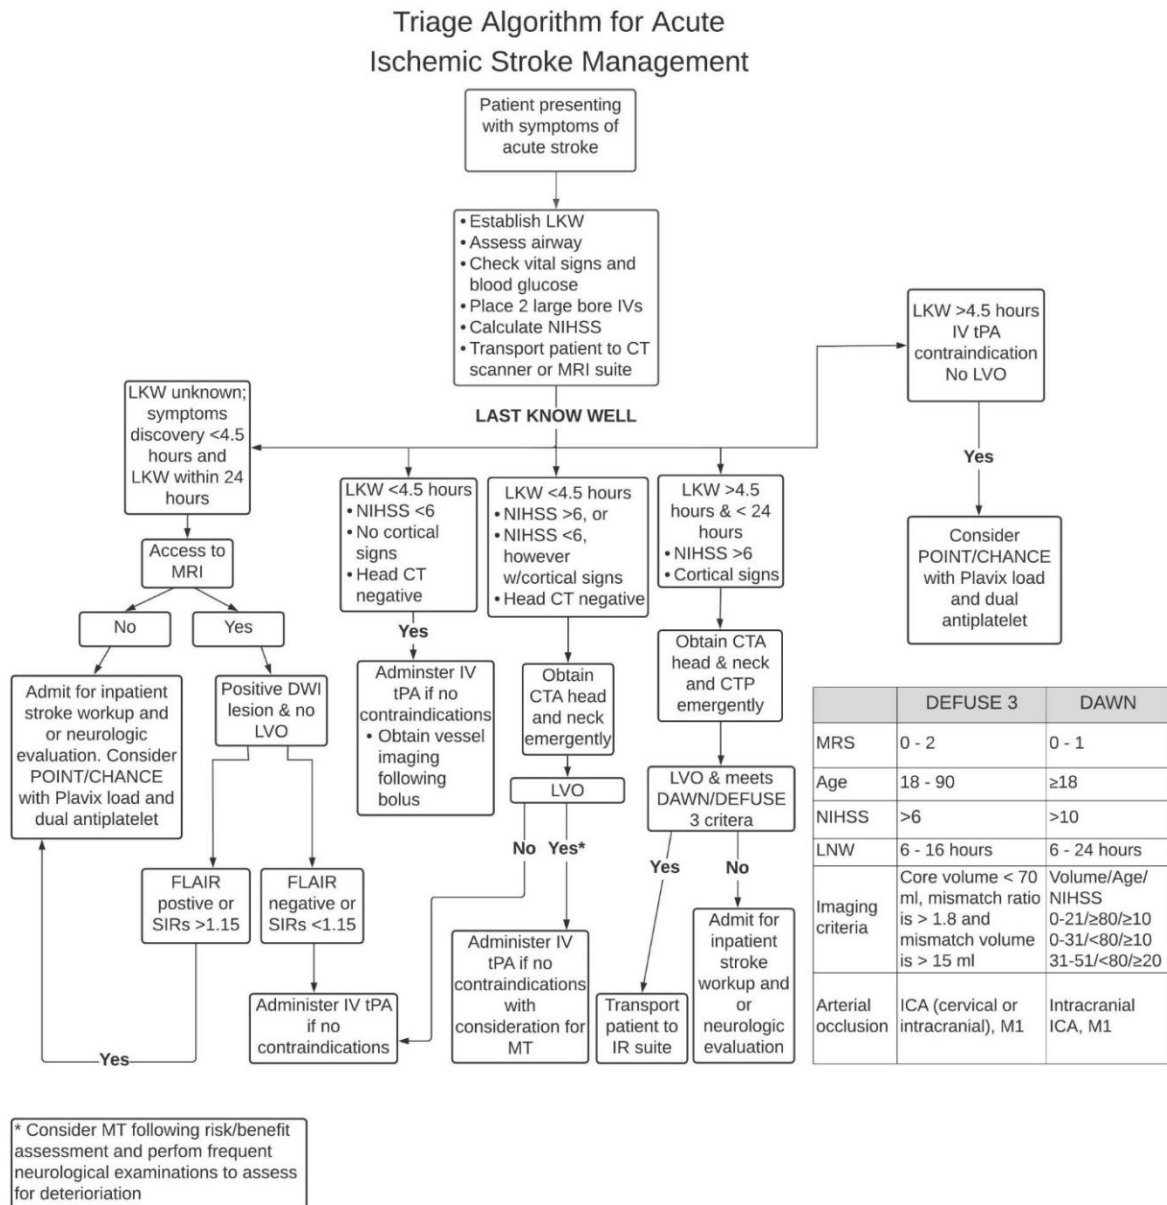 Triage Algorithm for Acute
Ischemic Stroke Management
Patient presenting
with symptoms of
acute stroke
• Establish LKW
• Assess airway
• Check vital signs and
blood glucose
• Place 2 large bore IVs
• Calculate NIHSS
• Transport patient to CT
scanner or MRI suite
LAST KNOW WELL
LKW unknown;
symptoms
discovery <4.5
hours and
LKW within 24
hours
Access to
MRI
No
Yes
Admit for inpatient
stroke workup and
or neurologic
evaluation. Consider
POINT/CHANCE
with Plavix load and
dual antiplatelet
Positive DWI
lesion & no
LVO
FLAIR
postive or
SIRs >1.15
FLAIR
negative or
SIRs <1.15
Yes
Administer IV tPA
if no
contraindications
LKW <4.5 hours
• NIHSS <6
• No cortical
signs
• Head CT
negative
Yes
Adminster IV
tPA if no
contraindications
• Obtain vessel
imaging
following
bolus
LKW <4.5 hours
• NIHSS >6, or
• NIHSS <6,
however
w/cortical signs
• Head CT negative
Obtain
CTA head
and neck
emergently
LVO
No
Yes*
Administer IV
tPA if no
contraindications
with
consideration for
MT
LKW >4.5
hours & < 24
hours
• NIHSS >6
• Cortical signs
Obtain CTA
head & neck
and CTP
emergently
LVO & meets
DAWN/DEFUSE
3 critera
Yes
No
Transport
patient to
IR suite
Admit for
inpatient
stroke
workup and
or
neurologic
evaluation
LKW >4.5 hours
IV tPA
contraindication
No LVO
Yes
Consider
POINT/CHANCE
with Plavix load
and dual
antiplatelet
DEFUSE 3 DAWN
MRS 0 - 2 0 - 1
Age 18 - 90 ≥18
NIHSS >6 >10
LNW 6 - 16 hours 6 - 24 hours
Imaging
criteria
Core volume < 70
ml, mismatch ratio
is > 1.8 and
mismatch volume
is > 15 ml
Volume/Age/
NIHSS
0-21/≥80/≥10
0-31/<80/≥10
31-51/<80/≥20
Arterial
occlusion
ICA (cervical or
intracranial), M1
Intracranial
ICA, M1
* Consider MT following risk/benefit
assessment and perfom frequent
neurological examinations to assess
for deterioriation